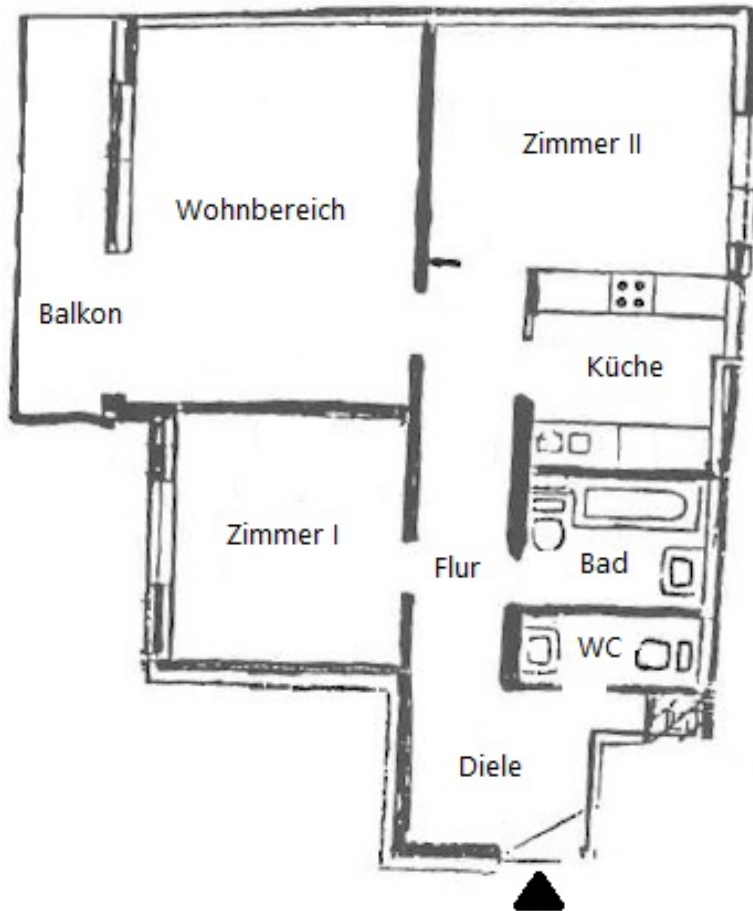 Zimmer II
Wohnbereich
Balkon
Küche
Zimmer I
Flur
Bad
WC
Diele